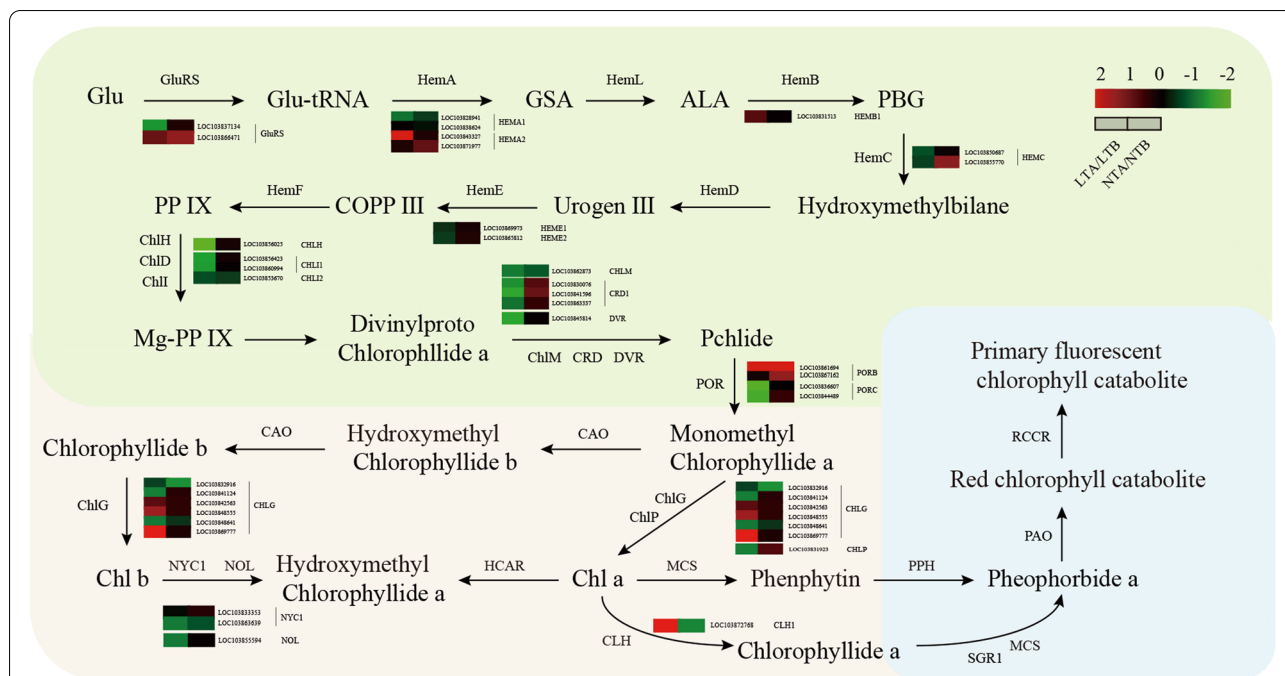 GluRS
HemA
HemL
HemB
2 1 0 -1 -2
Glu
Glu-tRNA
GSA
ALA
PBG
LOC103837134
LOC103866471
GluRS
LOC103828941
LOC103838624
HEMA1
LOC103843327
LOC103871977
HEMA2
LOC103831513 HEMB1
LTA/LTB
NTA/NTB
HemC
LOC103850687
LOC103855770
HEMC
HemF
HemE
HemD
PP IX
COPP III
Urogen III
Hydroxymethylbilane
LOC103869973 HEME1
LOC103865812 HEME2
ChlH
ChlD
ChlI
LOC103856025 CHLH
LOC103856423
LOC103860994
CHLI1
LOC103853670 CHLI2
LOC103862873 CHLM
LOC103830076
LOC103841596
LOC103863337
CRD1
LOC103845814 DVR
Mg-PP IX
Divinylproto
Chlorophllide a
Pchlide
ChlM CRD DVR
Primary fluorescent
chlorophyll catabolite
POR
LOC103861694
LOC103867162
PORB
LOC103836607
LOC103844489
PORC
RCCR
Chlorophyllide b
CAO
Hydroxymethyl
Chlorophyllide b
CAO
Monomethyl
Chlorophyllide a
Red chlorophyll catabolite
ChlG
LOC103832916
LOC103841124
LOC103842563
LOC103848555
LOC103848641
LOC103869777
CHLG
ChlG
ChlP
LOC103832916
LOC103841124
LOC103842563
LOC103848555
LOC103848641
LOC103869777
CHLG
LOC103831923 CHLP
PAO
Chl b
NYC1 NOL
Hydroxymethyl
Chlorophyllide a
HCAR
Chl a
MCS
Phenphytin
PPH
Pheophorbide a
LOC103833353
LOC103863639
NYC1
LOC103855594 NOL
LOC103872768 CLH1
CLH
Chlorophyllide a
SGR1
MCS